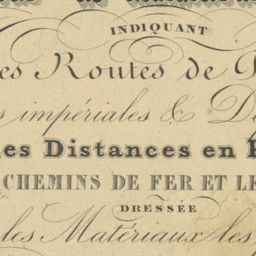 INDIQUANT
es Routes de
s impériales & D
es Distances en
CHEMINS DE FER ET LE
DRESSÉE
les Matériaux les